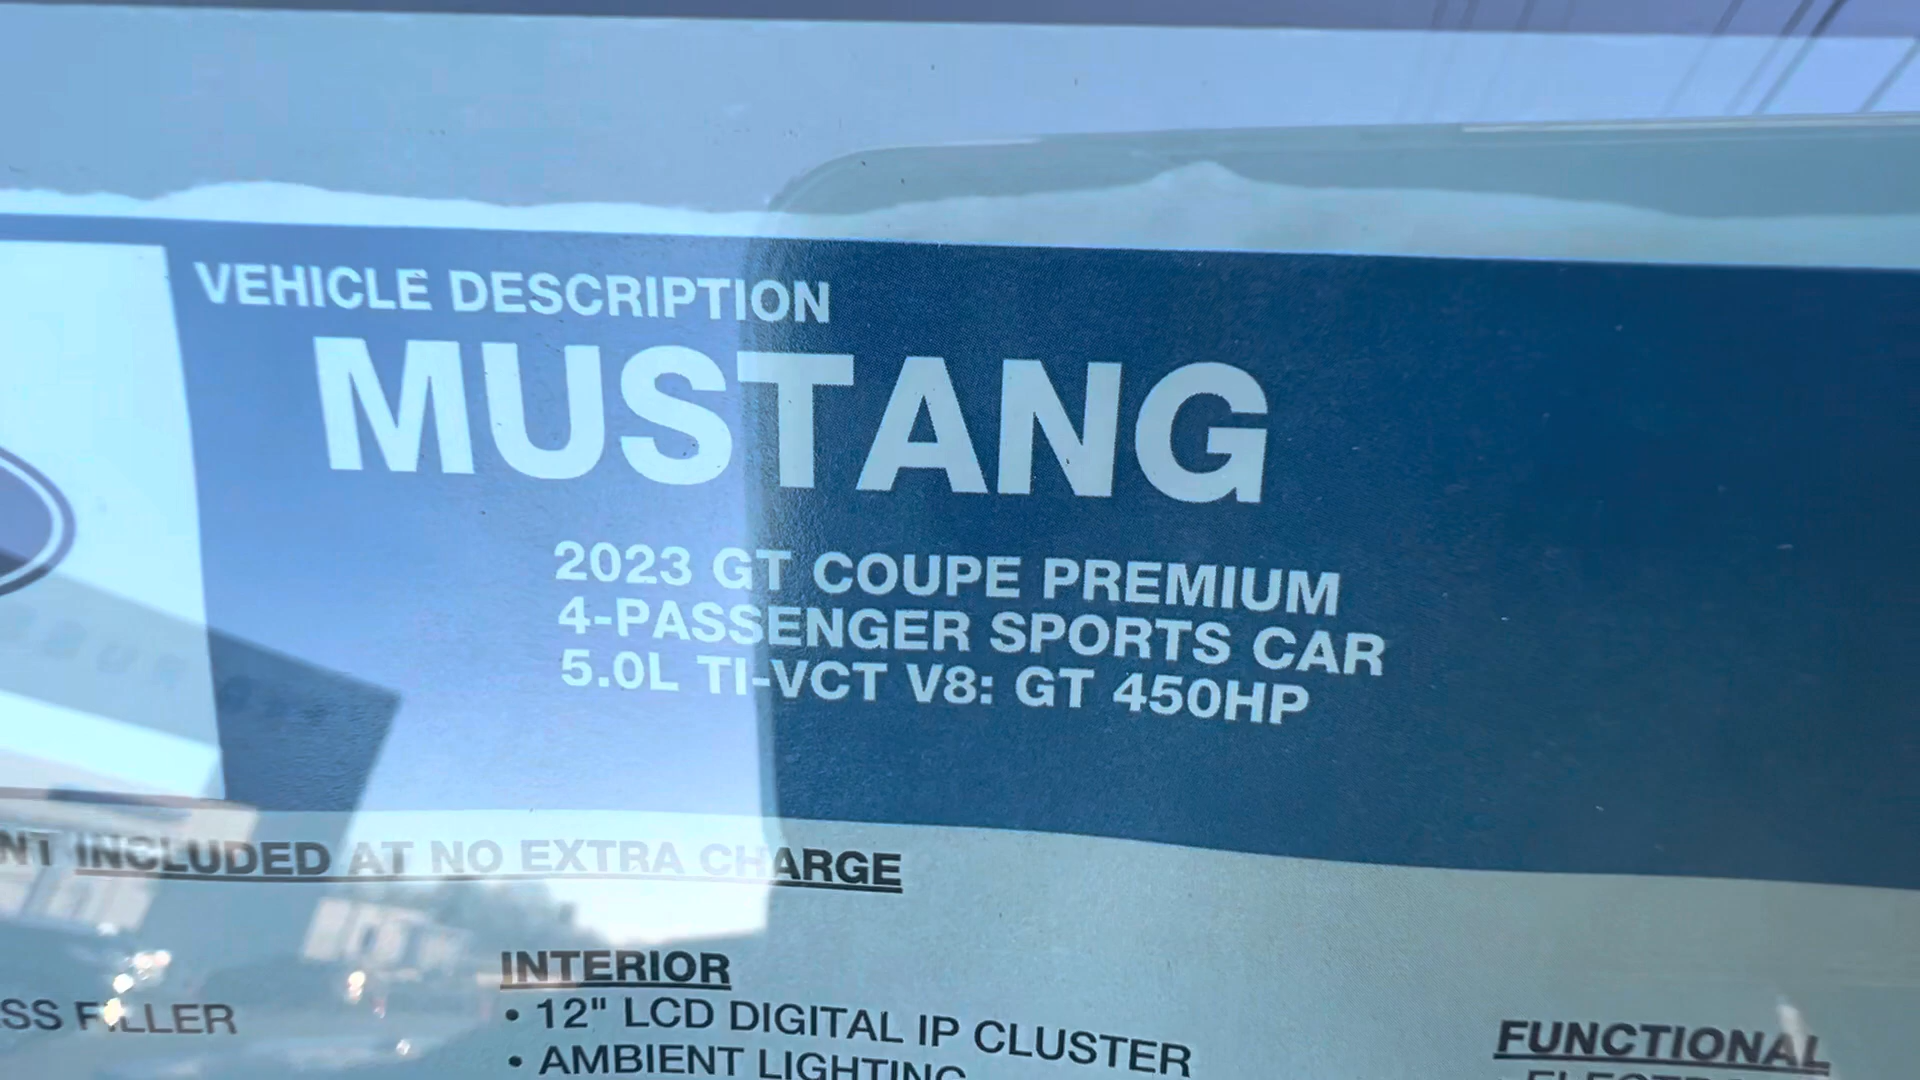 VEHICLE DESCRIPTION
MUSTANG
2023 GT COUPE PREMIUM
4-PASSENGER SPORTS CAR
5.0L TI-VCT V8: GT 450HP
INCLUDED AT NO EXTRA CHARGE
FILLER
INTERIOR
• 12" LCD DIGITAL IP CLUSTER
• AMBIENT LIGHTING
FUNCTIONAL